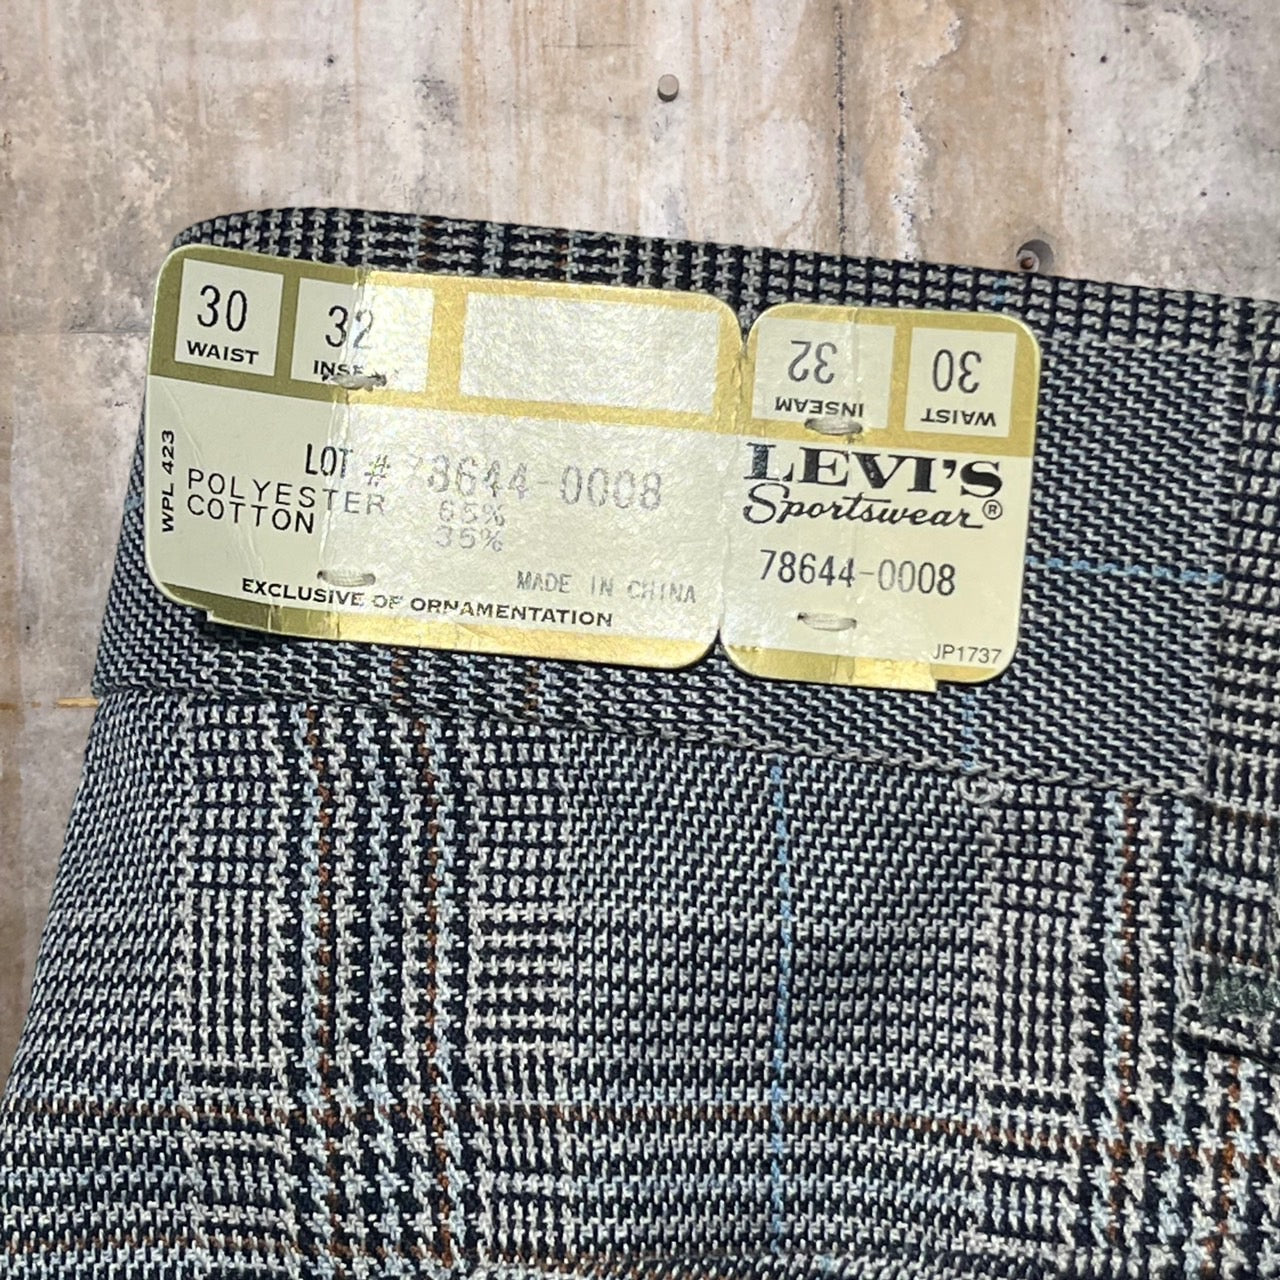 30
WAIST
32
INSEAM
WPL 423
LOT # 78644-0008
POLYESTER 65%
COTTON 35%
MADE IN CHINA
EXCLUSIVE OF ORNAMENTATION
32
INSEAM
30
WAIST
LEVI'S
Sportswear®
78644-0008
JP1737